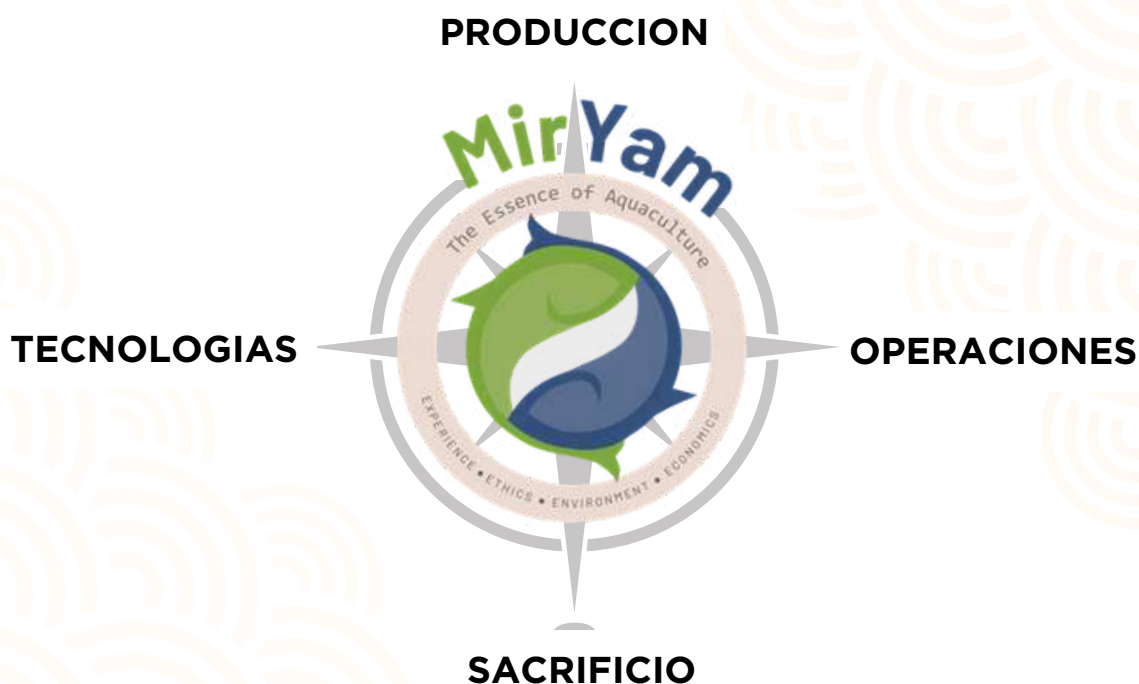 PRODUCCION
MirYam
The Essence of Aquaculture
TECNOLOGIAS
OPERACIONES
EXPERIENCE • ETHICS • ENVIRONMENT • ECONOMICS
SACRIFICIO